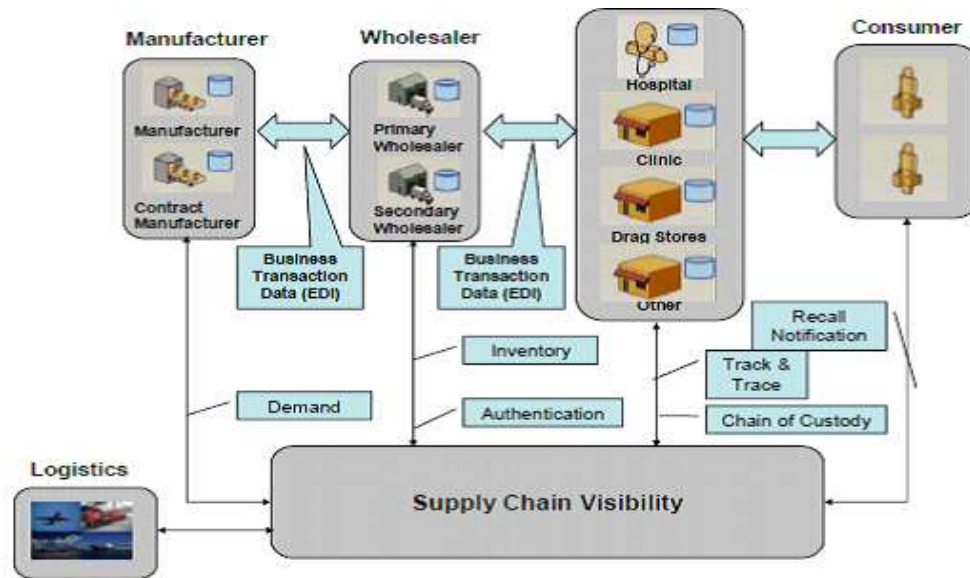 Manufacturer
Wholesaler
Consumer
Manufacturer
Contract
Manufacturer
Primary
Wholesaler
Secondary
Wholesaler
Hospital
Clinic
Drag Stores
Other
Business
Transaction
Data (EDI)
Business
Transaction
Data (EDI)
Recall
Notification
Inventory
Track &
Trace
Demand
Authentication
Chain of Custody
Logistics
Supply Chain Visibility